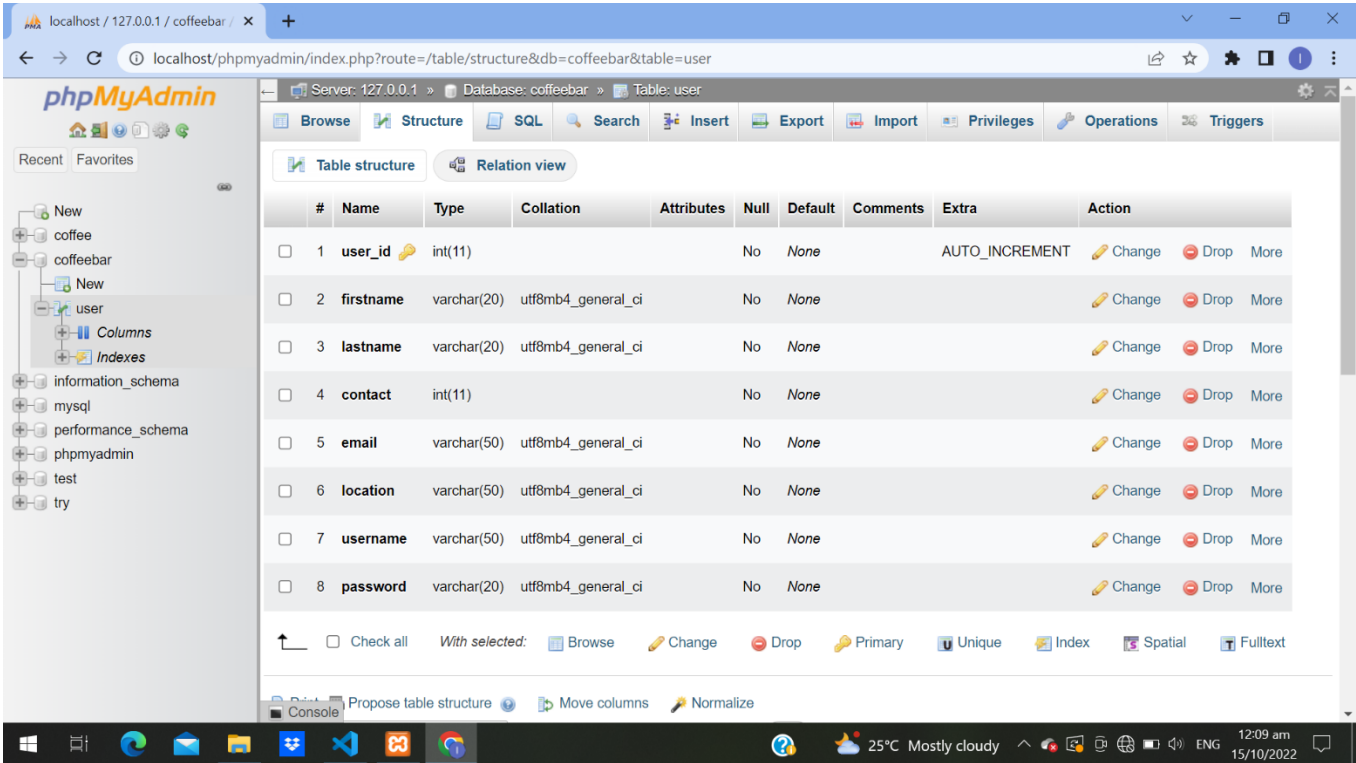 localhost / 127.0.0.1 / coffeebar /
localhost/phpmyadmin/index.php?route=/table/structure&db=coffeebar&table=user
I
phpMyAdmin
Recent Favorites
New
coffee
coffeebar
New
user
Columns
Indexes
information_schema
mysql
performance_schema
phpmyadmin
test
try
Server: 127.0.0.1 » Database: coffeebar » Table: user
Browse Structure SQL Search Insert Export Import Privileges Operations Triggers
Table structure Relation view
# Name Type Collation Attributes Null Default Comments Extra Action
1 user_id int(11) No None AUTO_INCREMENT Change Drop More
2 firstname varchar(20) utf8mb4_general_ci No None Change Drop More
3 lastname varchar(20) utf8mb4_general_ci No None Change Drop More
4 contact int(11) No None Change Drop More
5 email varchar(50) utf8mb4_general_ci No None Change Drop More
6 location varchar(50) utf8mb4_general_ci No None Change Drop More
7 username varchar(50) utf8mb4_general_ci No None Change Drop More
8 password varchar(20) utf8mb4_general_ci No None Change Drop More
Check all With selected: Browse Change Drop Primary Unique Index Spatial Fulltext
Print Propose table structure Move columns Normalize
Console
25°C Mostly cloudy ENG 12:09 am
15/10/2022